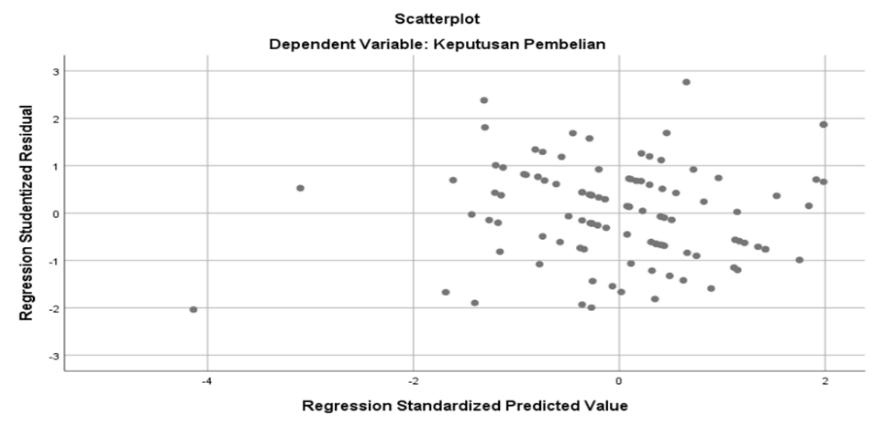 Scatterplot
Dependent Variable: Keputusan Pembelian
Regression Studentized Residual
3
2
1
0
-1
-2
-3
-4
-2
0
2
Regression Standardized Predicted Value